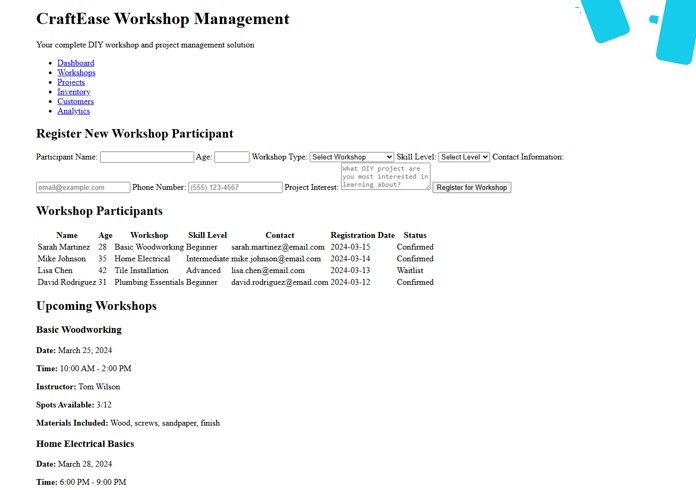 CraftEase Workshop Management
Your complete DIY workshop and project management solution
Dashboard
Workshops
Projects
Inventory
Customers
Analytics
Register New Workshop Participant
Participant Name: Age: Workshop Type: Select Workshop Skill Level: Select Level Contact Information:
email@example.com Phone Number: (555) 123-4567 Project Interest: What DIY project are
you most interested in
learning about? Register for Workshop
Workshop Participants
Name Age Workshop Skill Level Contact Registration Date Status
Sarah Martinez 28 Basic Woodworking Beginner sarah.martinez@email.com 2024-03-15 Confirmed
Mike Johnson 35 Home Electrical Intermediate mike.johnson@email.com 2024-03-14 Confirmed
Lisa Chen 42 Tile Installation Advanced lisa.chen@email.com 2024-03-13 Waitlist
David Rodriguez 31 Plumbing Essentials Beginner david.rodriguez@email.com 2024-03-12 Confirmed
Upcoming Workshops
Basic Woodworking
Date: March 25, 2024
Time: 10:00 AM - 2:00 PM
Instructor: Tom Wilson
Spots Available: 3/12
Materials Included: Wood, screws, sandpaper, finish
Home Electrical Basics
Date: March 28, 2024
Time: 6:00 PM - 9:00 PM